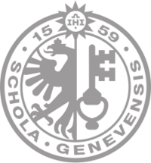 IHS
15 59
SCHOLA · GENEVENSIS